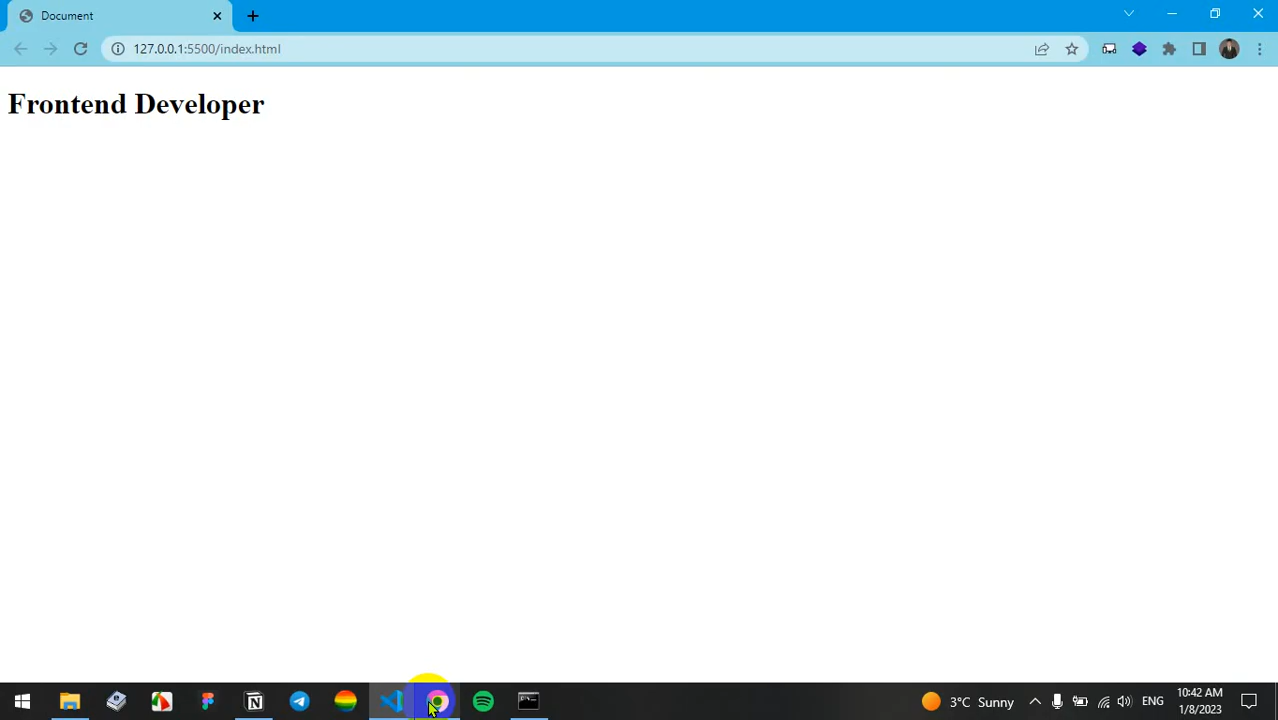 Document
127.0.0.1:5500/index.html
Frontend Developer
3°C Sunny
ENG
10:42 AM
1/8/2023